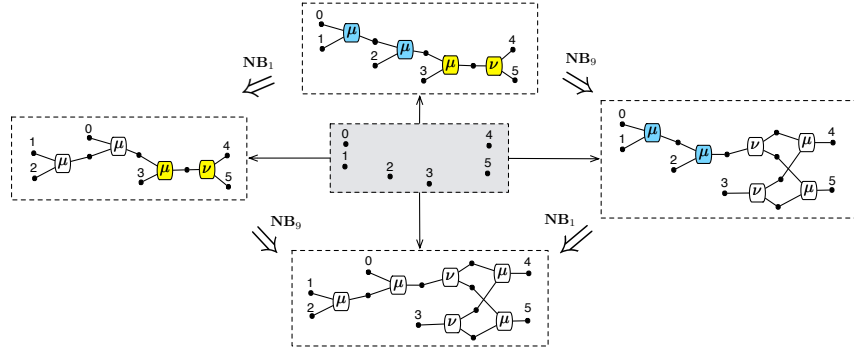 0 1 μ μ 2 3 μ ν 4 5
NB₁ NB₉
1 2 μ 0 μ 3 μ ν 4 5
0 1 2 3 4 5
0 1 μ μ 2 ν μ 4 3 ν μ 5
NB₉ NB₁
1 2 μ 0 μ ν μ 4 3 ν μ 5